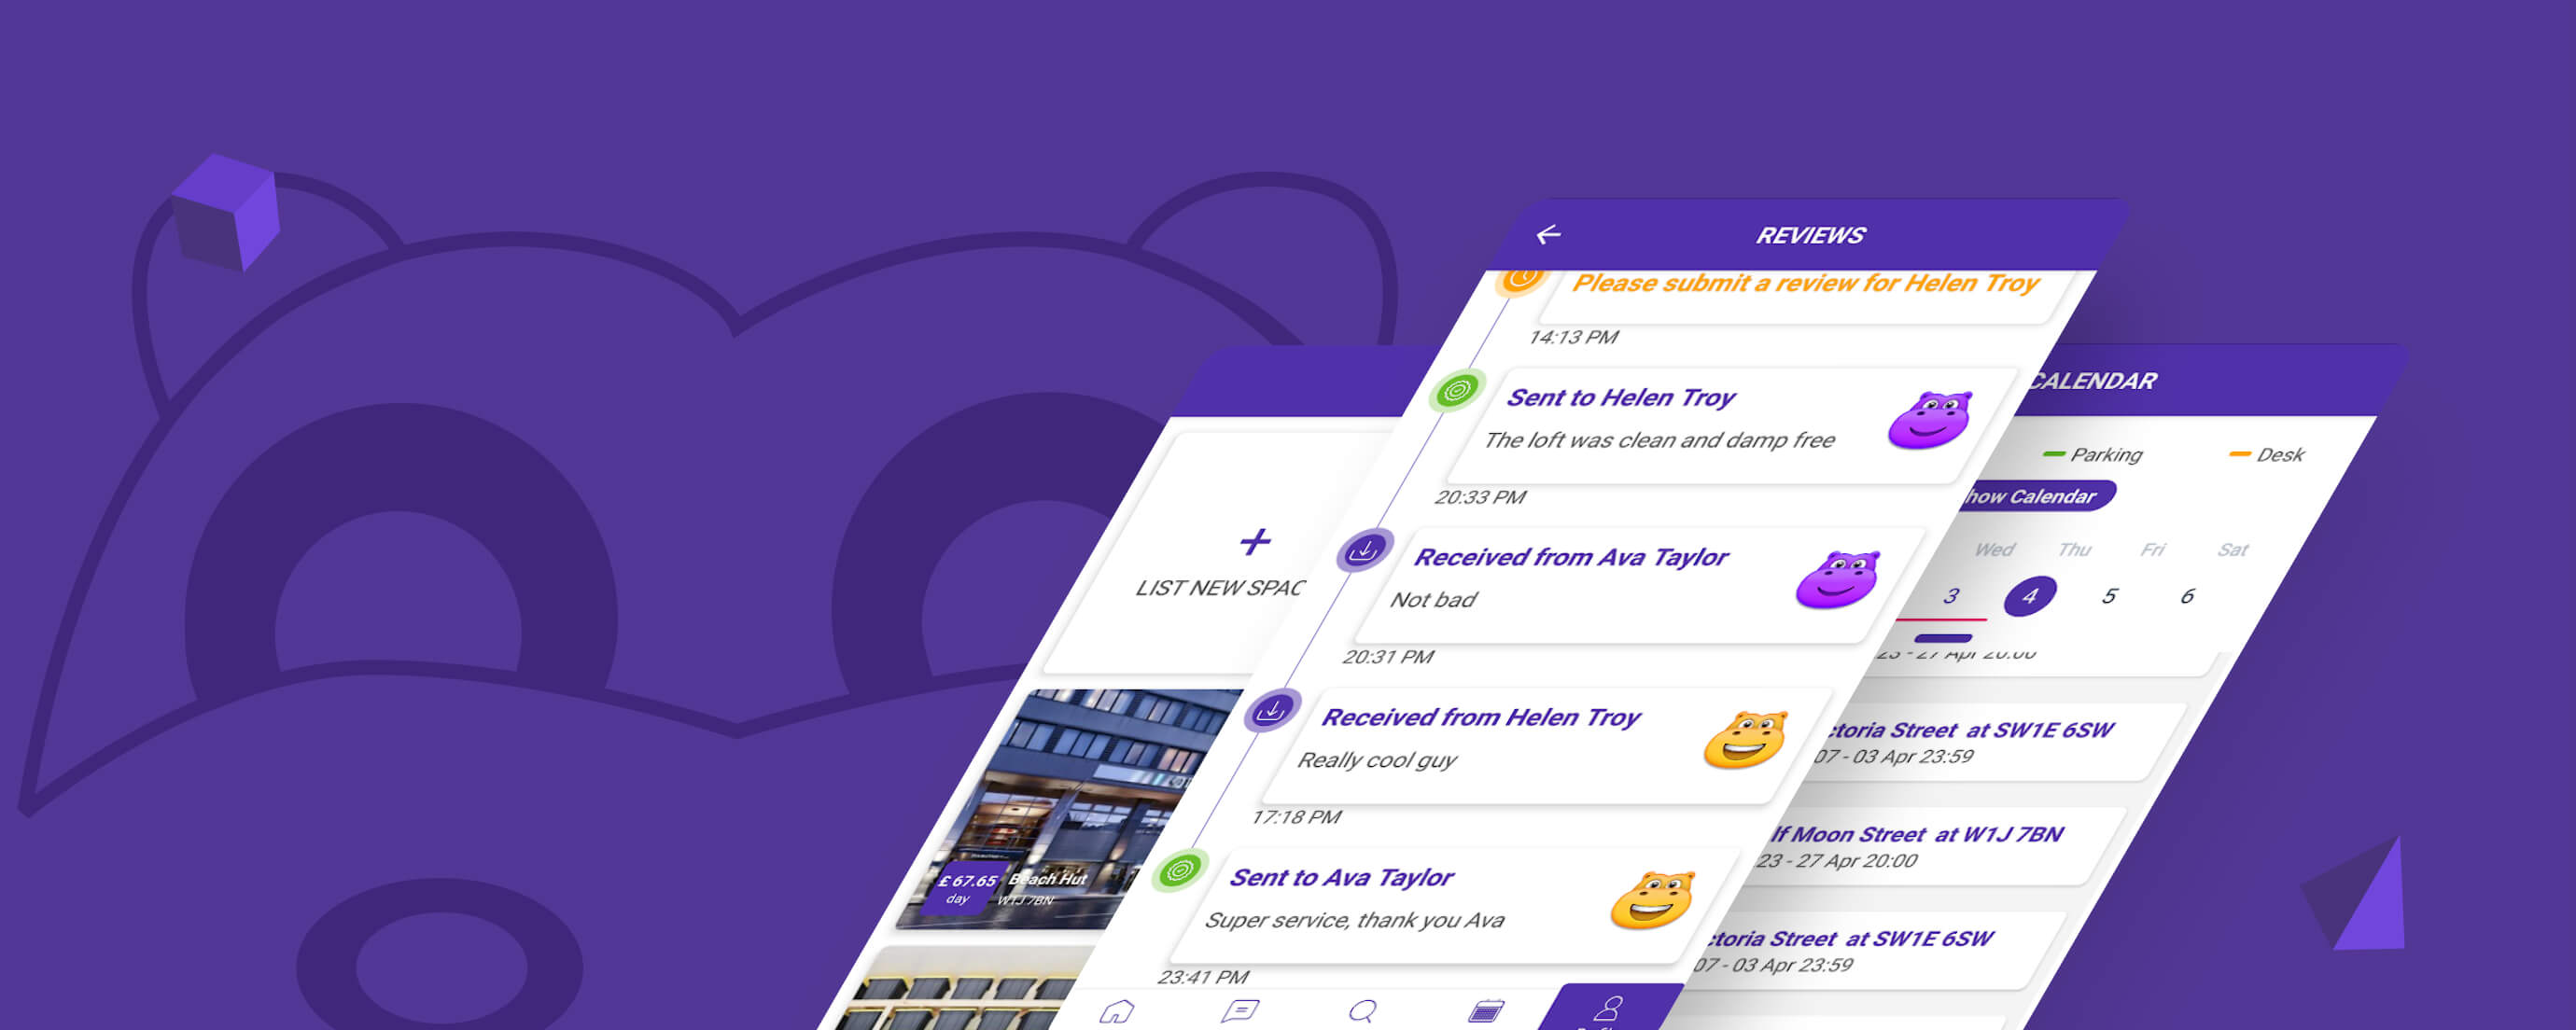 REVIEWS
Please submit a review for Helen Troy
14:13 PM
Sent to Helen Troy
The loft was clean and damp free
20:33 PM
Received from Ava Taylor
Not bad
20:31 PM
Received from Helen Troy
Really cool guy
17:18 PM
Sent to Ava Taylor
Super service, thank you Ava
23:41 PM
+
LIST NEW SPAC
£ 67.65
day
Beach Hut
W1J 7BN
CALENDAR
Parking
Desk
how Calendar
Wed Thu Fri Sat
3 4 5 6
23 - 27 Apr 20:00
ctoria Street at SW1E 6SW
07 - 03 Apr 23:59
lf Moon Street at W1J 7BN
23 - 27 Apr 20:00
ctoria Street at SW1E 6SW
07 - 03 Apr 23:59